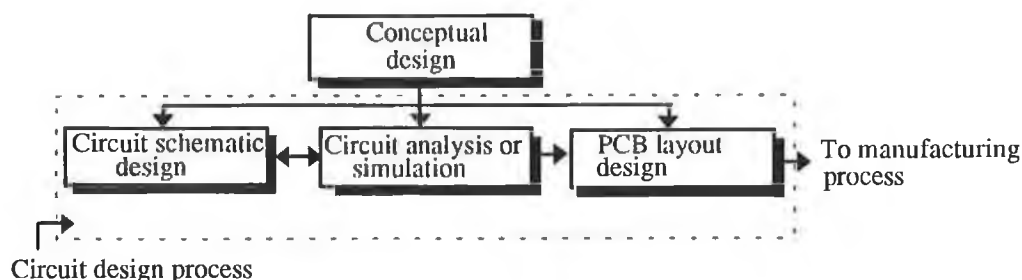 Conceptual
design
Circuit schematic
design
Circuit analysis or
simulation
PCB layout
design
To manufacturing
process
Circuit design process